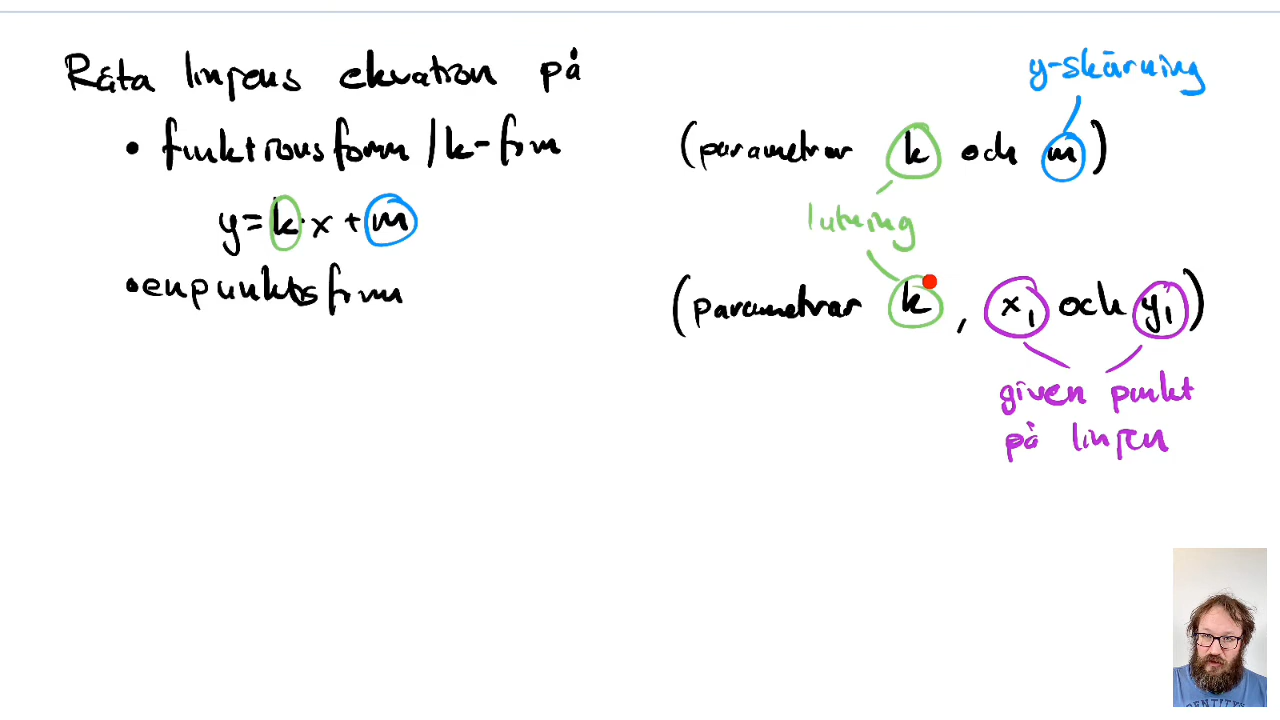 Räta linjens ekvation på
• funktionsform / k-form (parametrar k och m)
y-skärning
y = k · x + m
lutning
• enpunktsform (parametrar k, x₁ och y₁)
given punkt
på linjen
IDENTITY